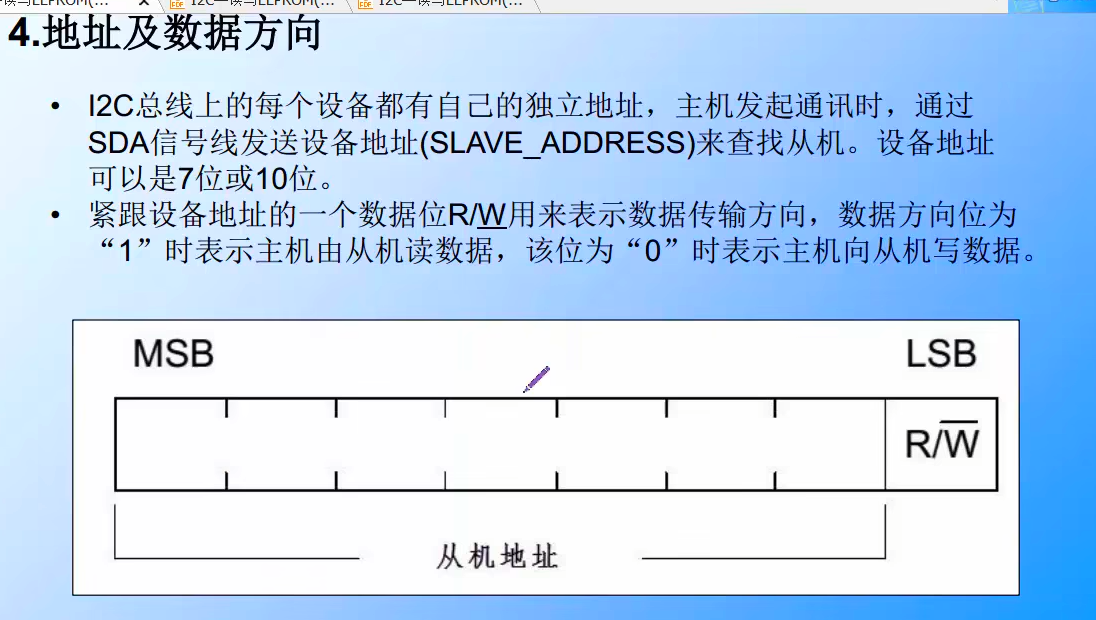 4.地址及数据方向
• I2C总线上的每个设备都有自己的独立地址，主机发起通讯时，通过
SDA信号线发送设备地址(SLAVE_ADDRESS)来查找从机。设备地址
可以是7位或10位。
• 紧跟设备地址的一个数据位R/W用来表示数据传输方向，数据方向位为
“1”时表示主机由从机读数据，该位为“0”时表示主机向从机写数据。
MSB LSB
R/W̅
从机地址